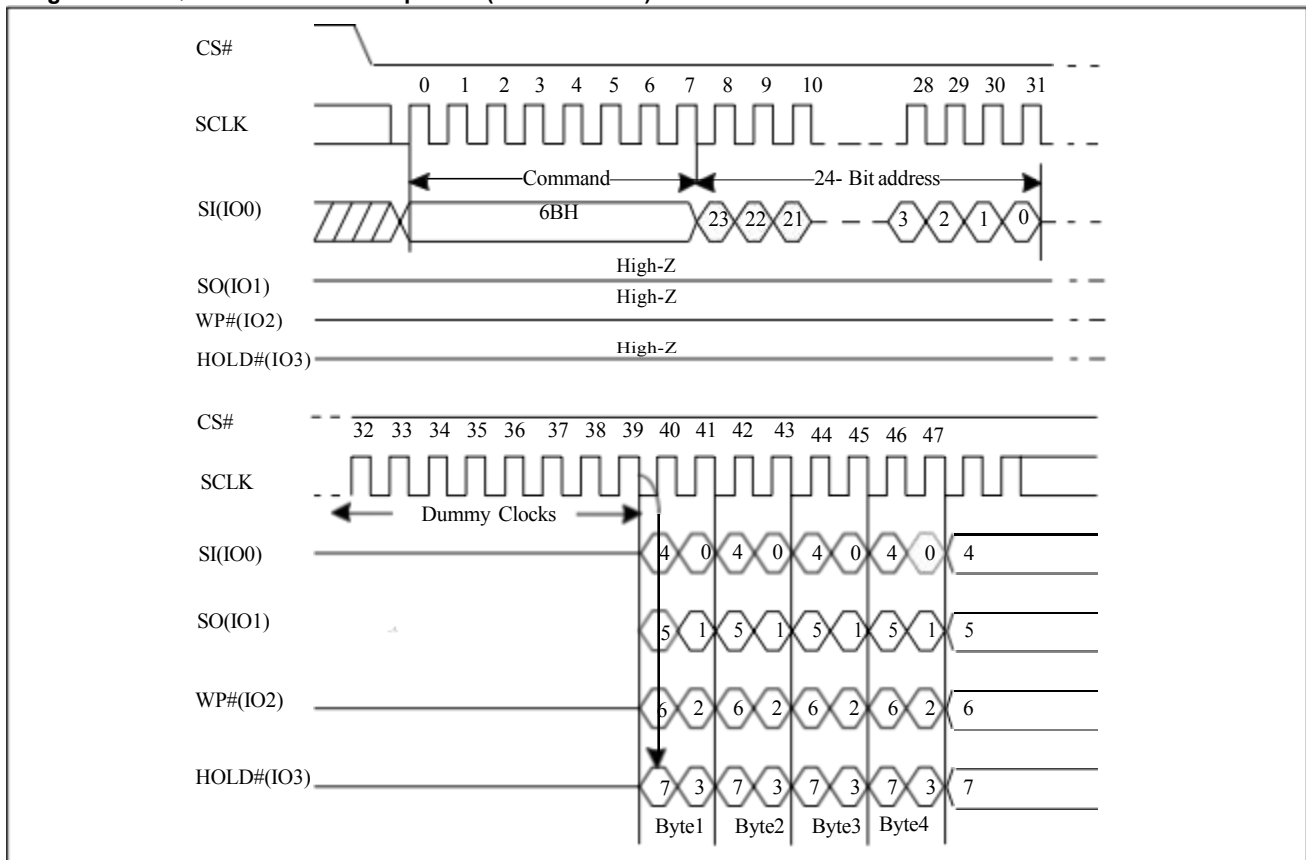 CS#
0 1 2 3 4 5 6 7 8 9 10 28 29 30 31
SCLK
Command 24- Bit address
SI(IO0) 6BH 23 22 21 3 2 1 0
High-Z
SO(IO1)
High-Z
WP#(IO2)
High-Z
HOLD#(IO3)
CS#
32 33 34 35 36 37 38 39 40 41 42 43 44 45 46 47
SCLK
Dummy Clocks
SI(IO0) 4 0 4 0 4 0 4 0 4
SO(IO1) 5 1 5 1 5 1 5 1 5
WP#(IO2) 6 2 6 2 6 2 6 2 6
HOLD#(IO3) 7 3 7 3 7 3 7 3 7
Byte1 Byte2 Byte3 Byte4